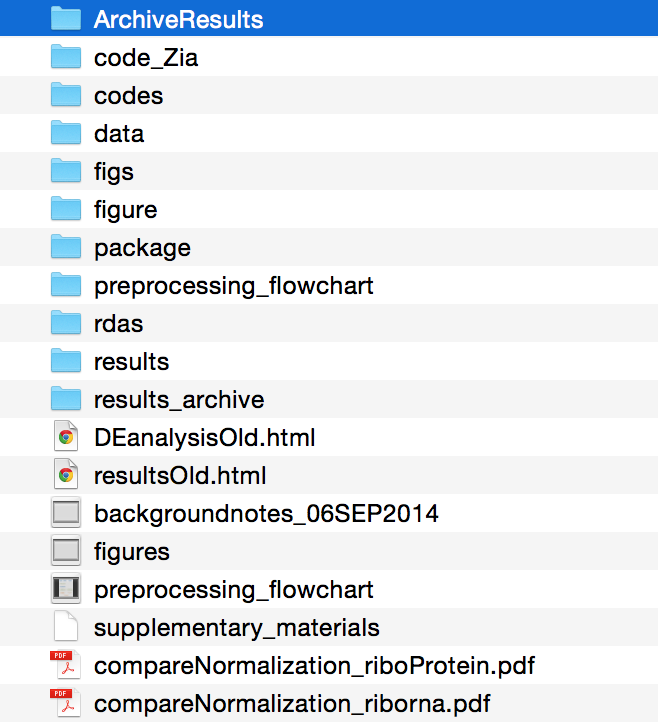 ArchiveResults
code_Zia
codes
data
figs
figure
package
preprocessing_flowchart
rdas
results
results_archive
DEanalysisOld.html
resultsOld.html
backgroundnotes_06SEP2014
figures
preprocessing_flowchart
supplementary_materials
PDF compareNormalization_riboProtein.pdf
PDF compareNormalization_riborna.pdf